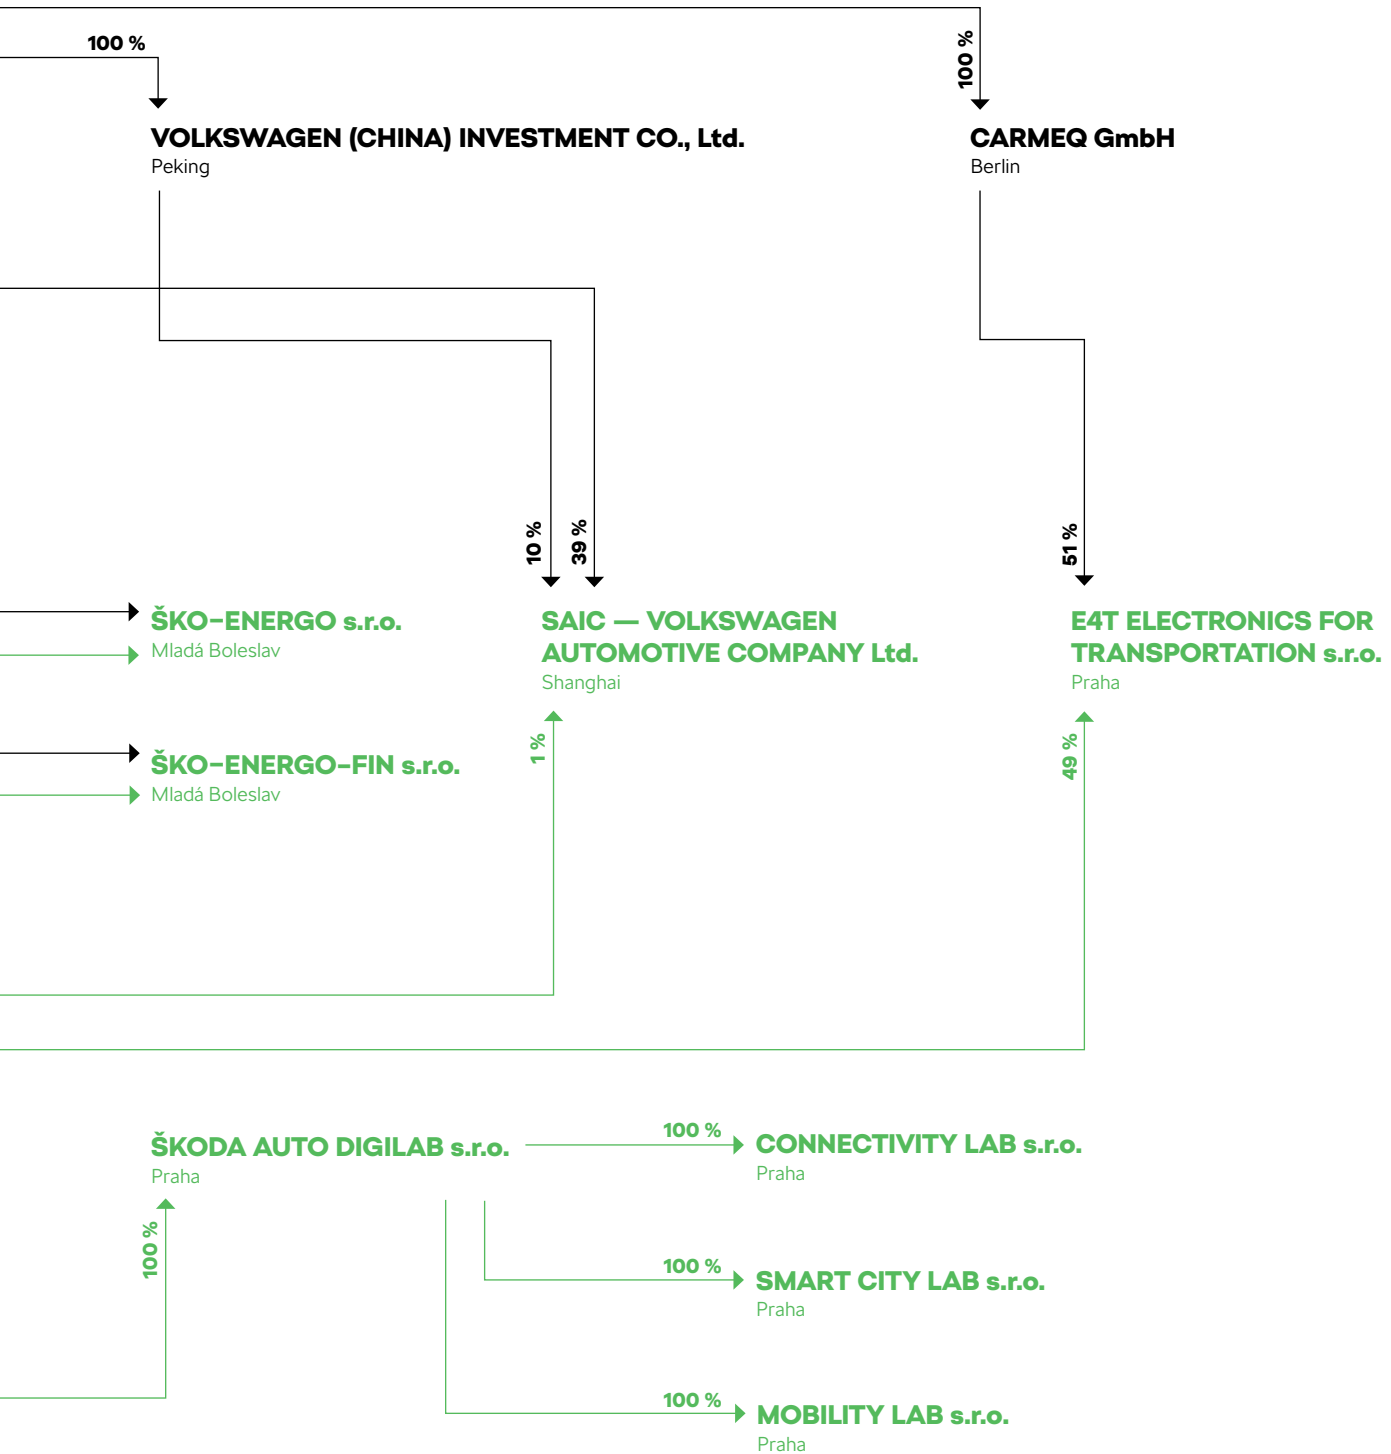 100 %
100 %
VOLKSWAGEN (CHINA) INVESTMENT CO., Ltd.
Peking
CARMEQ GmbH
Berlin
10 %
39 %
51 %
ŠKO–ENERGO s.r.o.
Mladá Boleslav
SAIC — VOLKSWAGEN
AUTOMOTIVE COMPANY Ltd.
Shanghai
E4T ELECTRONICS FOR
TRANSPORTATION s.r.o.
Praha
1 %
49 %
ŠKO–ENERGO–FIN s.r.o.
Mladá Boleslav
ŠKODA AUTO DIGILAB s.r.o.
Praha
100 %
100 %
CONNECTIVITY LAB s.r.o.
Praha
100 %
SMART CITY LAB s.r.o.
Praha
100 %
MOBILITY LAB s.r.o.
Praha